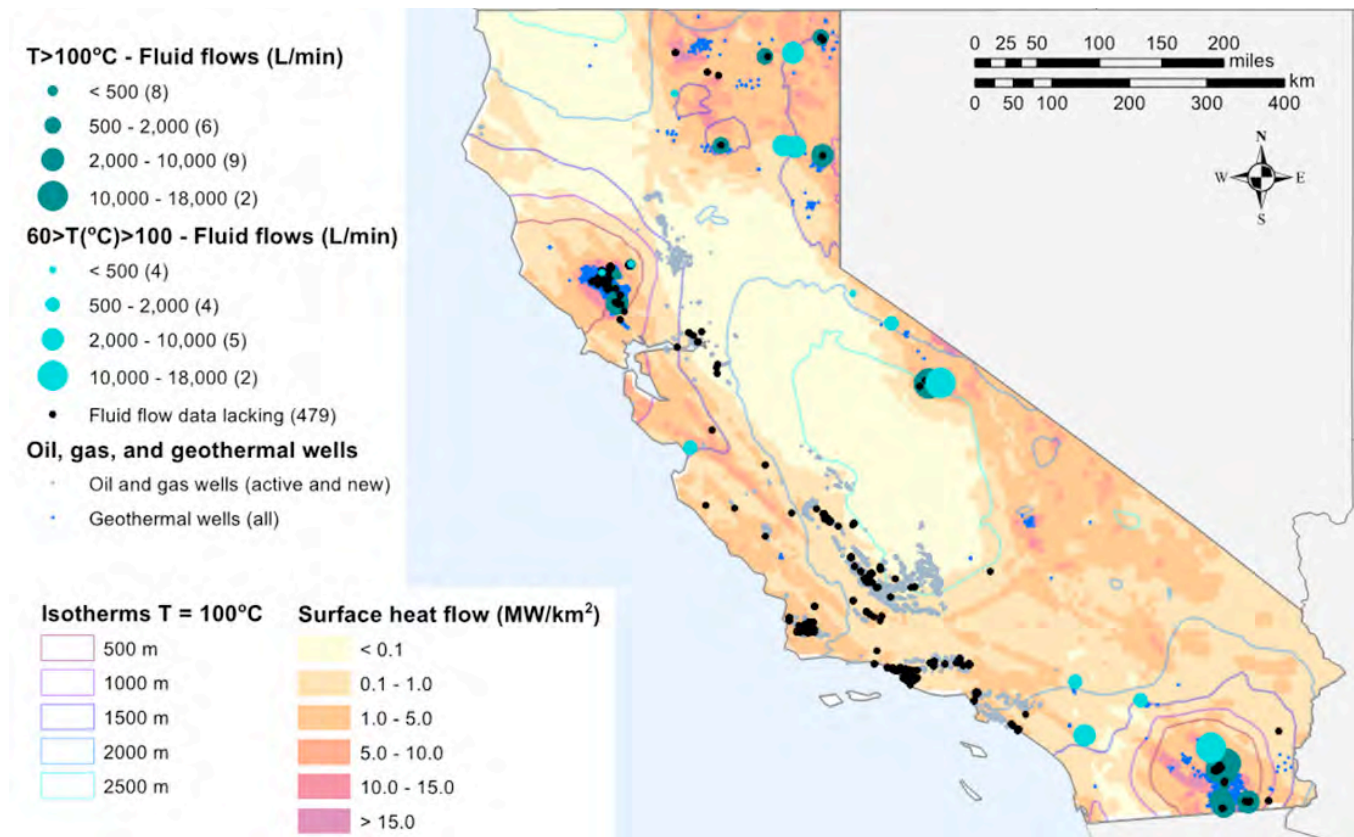 T>100°C - Fluid flows (L/min)
< 500 (8)
500 - 2,000 (6)
2,000 - 10,000 (9)
10,000 - 18,000 (2)
60>T(°C)>100 - Fluid flows (L/min)
< 500 (4)
500 - 2,000 (4)
2,000 - 10,000 (5)
10,000 - 18,000 (2)
Fluid flow data lacking (479)
Oil, gas, and geothermal wells
Oil and gas wells (active and new)
Geothermal wells (all)
Isotherms T = 100°C
500 m
1000 m
1500 m
2000 m
2500 m
Surface heat flow (MW/km²)
< 0.1
0.1 - 1.0
1.0 - 5.0
5.0 - 10.0
10.0 - 15.0
> 15.0
0 25 50 100 150 200
miles
km
0 50 100 200 300 400
N
W E
S